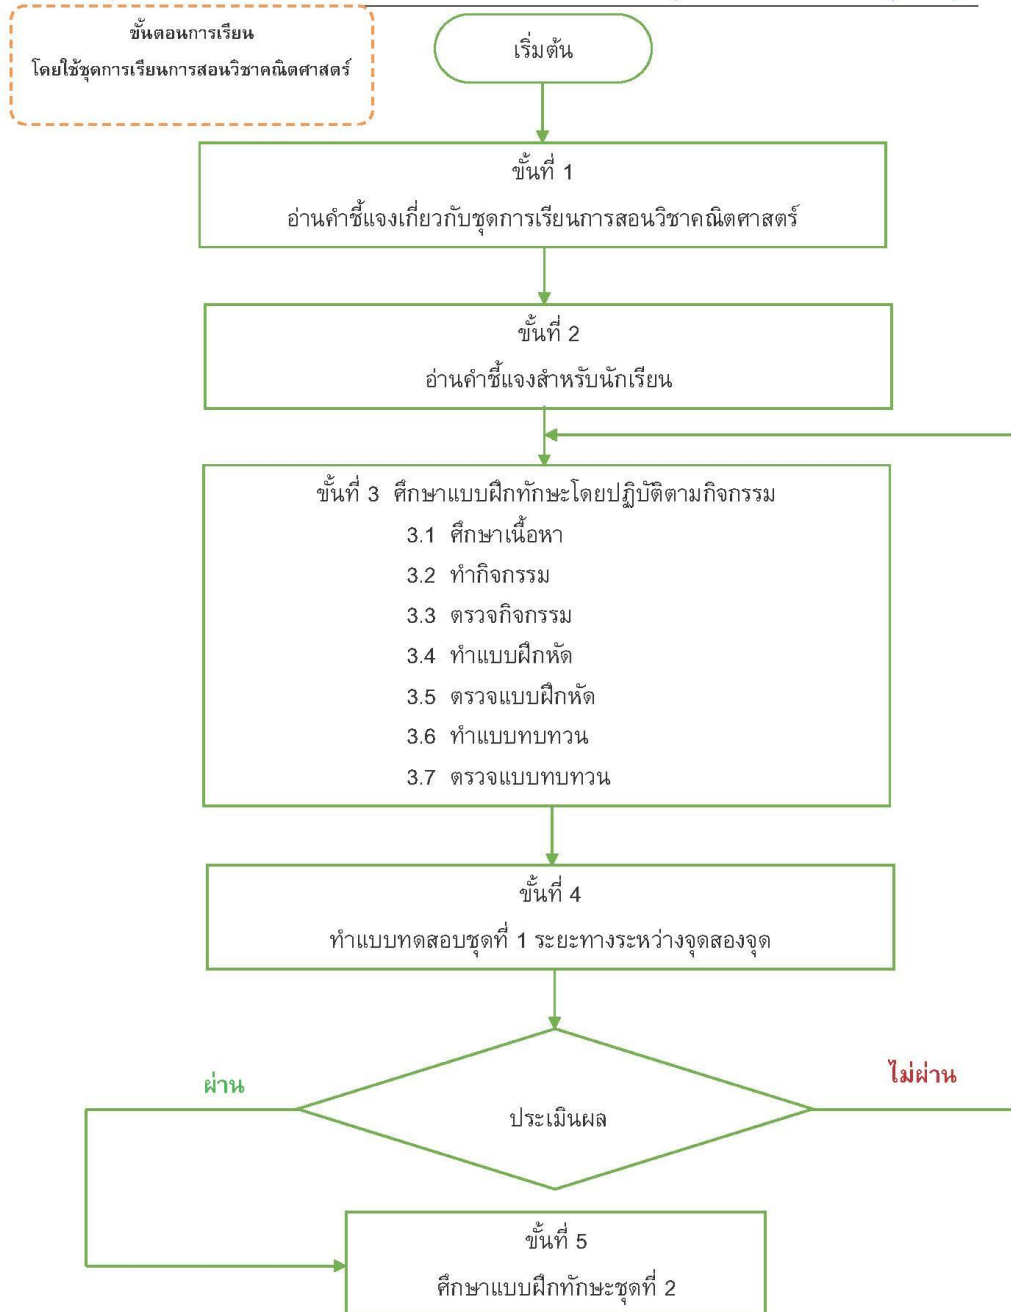 ขั้นตอนการเรียน
โดยใช้ชุดการเรียนการสอนวิชาคณิตศาสตร์
เริ่มต้น
ขั้นที่ 1
อ่านคำชี้แจงเกี่ยวกับชุดการเรียนการสอนวิชาคณิตศาสตร์
ขั้นที่ 2
อ่านคำชี้แจงสำหรับนักเรียน
ขั้นที่ 3 ศึกษาแบบฝึกทักษะโดยปฏิบัติตามกิจกรรม
3.1 ศึกษาเนื้อหา
3.2 ทำกิจกรรม
3.3 ตรวจกิจกรรม
3.4 ทำแบบฝึกหัด
3.5 ตรวจแบบฝึกหัด
3.6 ทำแบบทบทวน
3.7 ตรวจแบบทบทวน
ขั้นที่ 4
ทำแบบทดสอบชุดที่ 1 ระยะทางระหว่างจุดสองจุด
ผ่าน
ไม่ผ่าน
ประเมินผล
ขั้นที่ 5
ศึกษาแบบฝึกทักษะชุดที่ 2